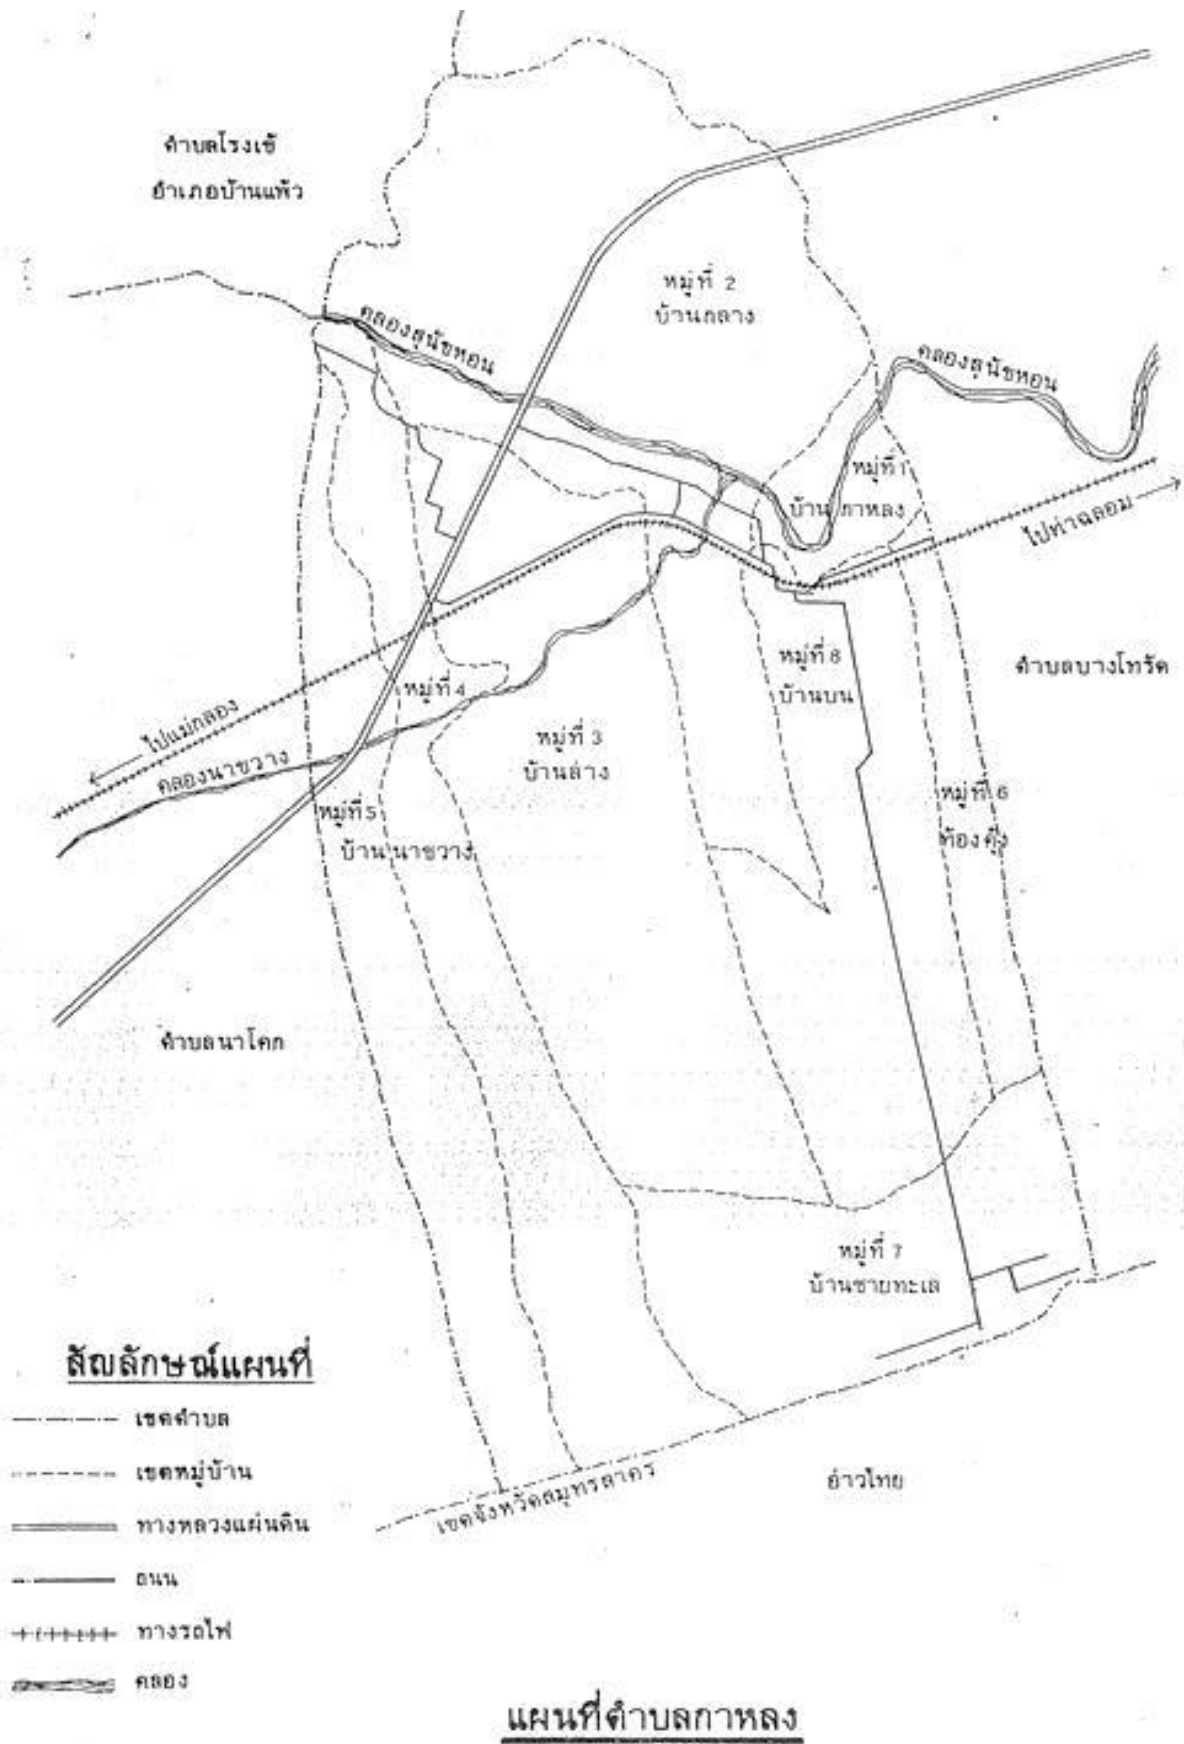 ตำบลโรงเข้
อำเภอบ้านแพ้ว
หมู่ที่ 2
บ้านกลาง
คลองสุนัขหอน
คลองสุนัขหอน
หมู่ที่ 1
บ้านกาหลง
ไปท่าฉลอม
หมู่ที่ 8
บ้านบน
ตำบลบางโทรัด
หมู่ที่ 4
ไปแม่กลอง
หมู่ที่ 3
บ้านล่าง
คลองนาขวาง
หมู่ที่ 5
บ้านนาขวาง
หมู่ที่ 6
ท้องคุ้ง
ตำบลนาโคก
หมู่ที่ 7
บ้านชายทะเล
สัญลักษณ์แผนที่
เขตตำบล
เขตหมู่บ้าน
ทางหลวงแผ่นดิน
ถนน
ทางรถไฟ
คลอง
เขตจังหวัดสมุทรสาคร
อ่าวไทย
แผนที่ตำบลกาหลง